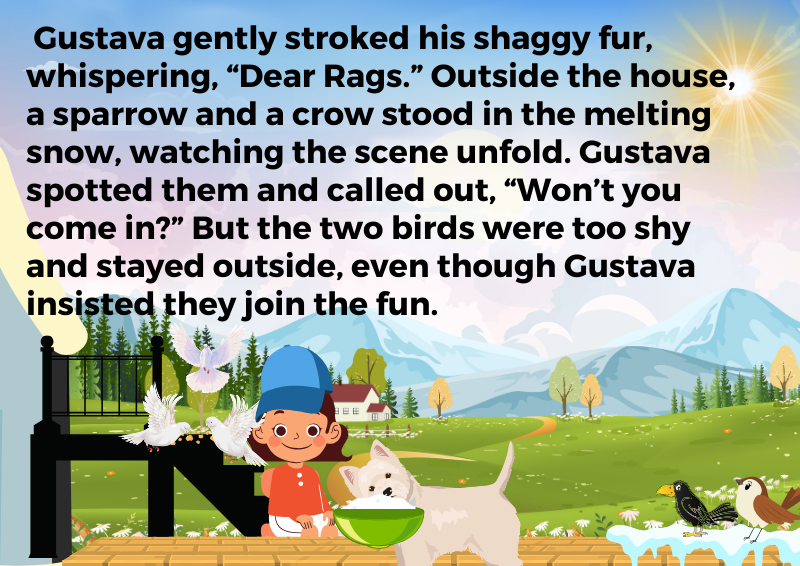 Gustava gently stroked his shaggy fur,
whispering, “Dear Rags.” Outside the house,
a sparrow and a crow stood in the melting
snow, watching the scene unfold. Gustava
spotted them and called out, “Won’t you
come in?” But the two birds were too shy
and stayed outside, even though Gustava
insisted they join the fun.